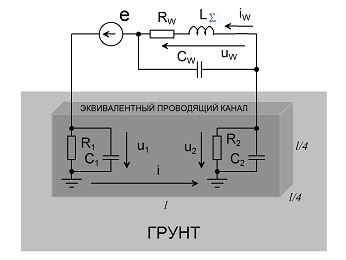 e
R_W
L_Σ
i_W
u_W
C_W
ЭКВИВАЛЕНТНЫЙ ПРОВОДЯЩИЙ КАНАЛ
R_1
C_1
u_1
u_2
R_2
C_2
l/4
i
l
l/4
ГРУНТ